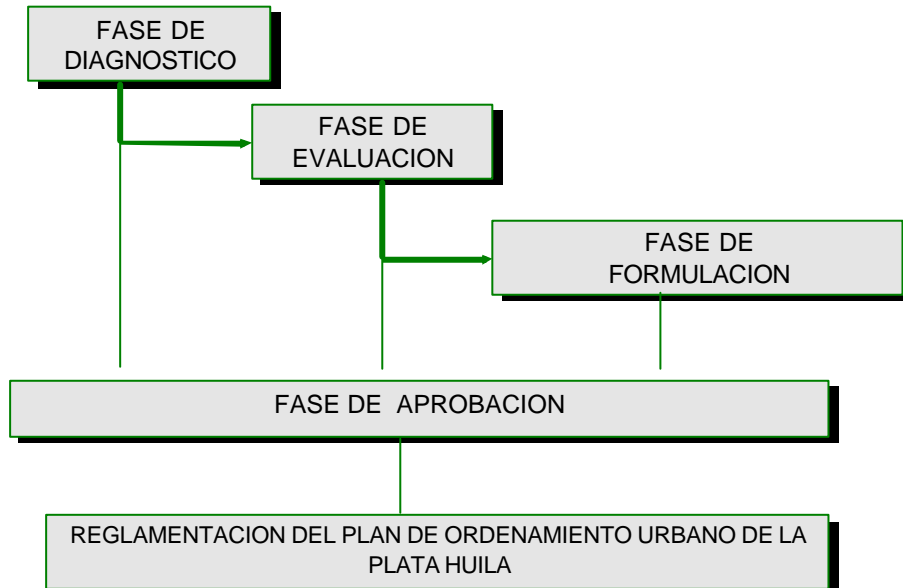 FASE DE
DIAGNOSTICO
FASE DE
EVALUACION
FASE DE
FORMULACION
FASE DE APROBACION
REGLAMENTACION DEL PLAN DE ORDENAMIENTO URBANO DE LA
PLATA HUILA